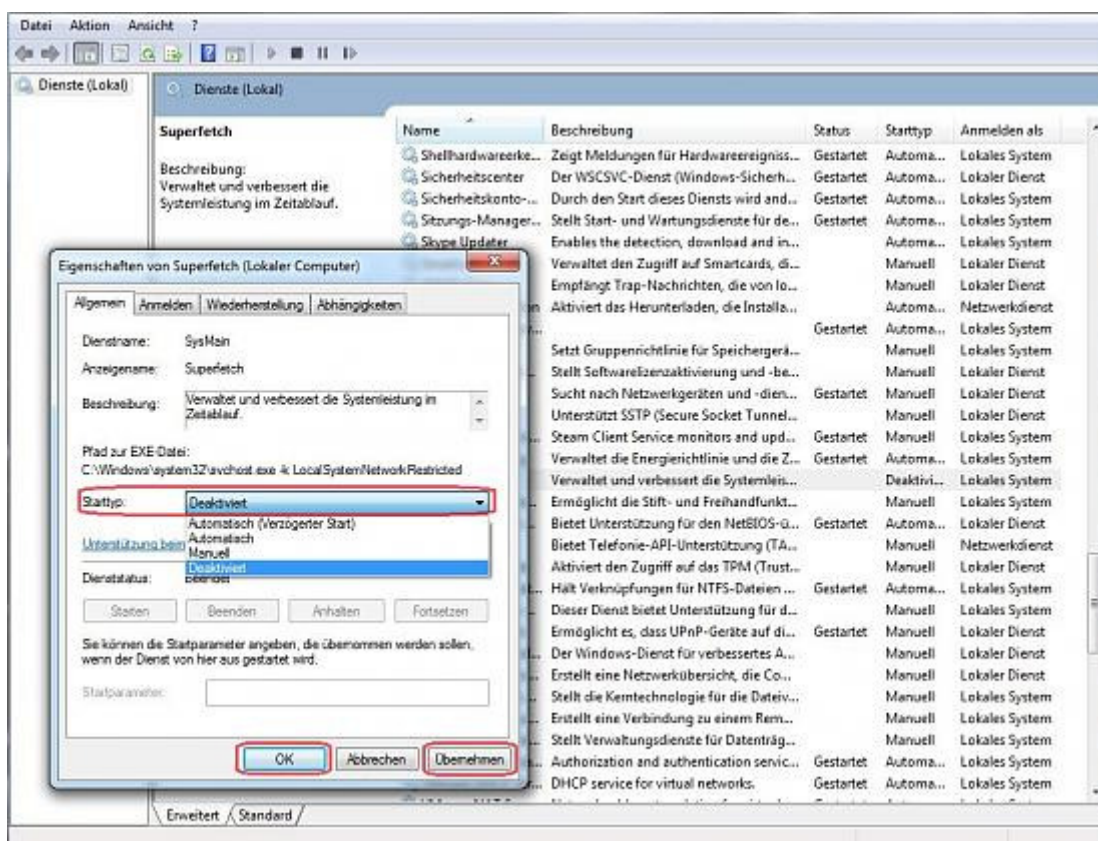 Datei Aktion Ansicht ?
Dienste (Lokal)
Dienste (Lokal)
Superfetch
Beschreibung:
Verwaltet und verbessert die
Systemleistung im Zeitablauf.
Name Beschreibung Status Starttyp Anmelden als
Shellhardwareerke... Zeigt Meldungen für Hardwareereigniss... Gestartet Automa... Lokales System
Sicherheitscenter Der WSCSVC-Dienst (Windows-Sicherh... Gestartet Automa... Lokaler Dienst
Sicherheitskonto-... Durch den Start dieses Diensts wird and... Gestartet Automa... Lokales System
Sitzungs-Manager... Stellt Start- und Wartungsdienste für de... Gestartet Automa... Lokales System
Skype Updater Enables the detection, download and in... Automa... Lokales System
Verwaltet den Zugriff auf Smartcards, di... Manuell Lokaler Dienst
Empfängt Trap-Nachrichten, die von lo... Manuell Lokaler Dienst
on Aktiviert das Herunterladen, die Installa... Automa... Netzwerkdienst
Gestartet Automa... Lokales System
Setzt Gruppenrichtlinie für Speichergerä... Manuell Lokales System
Stellt Softwarelizenzaktivierung und -be... Manuell Lokaler Dienst
Sucht nach Netzwerkgeräten und -dien... Gestartet Manuell Lokaler Dienst
Unterstützt SSTP (Secure Socket Tunnel... Manuell Lokaler Dienst
Steam Client Service monitors and upd... Gestartet Manuell Lokales System
Verwaltet die Energierichtlinie und die Z... Gestartet Automa... Lokales System
Verwaltet und verbessert die Systemleis... Deaktivi... Lokales System
Ermöglicht die Stift- und Freihandfunkt... Manuell Lokales System
Bietet Unterstützung für den NetBIOS-ü... Gestartet Automa... Lokaler Dienst
Bietet Telefonie-API-Unterstützung (TA... Manuell Netzwerkdienst
Aktiviert den Zugriff auf das TPM (Trust... Manuell Lokaler Dienst
Hält Verknüpfungen für NTFS-Dateien ... Gestartet Manuell Lokales System
Dieser Dienst bietet Unterstützung für d... Manuell Lokaler Dienst
Ermöglicht es, dass UPnP-Geräte auf di... Gestartet Manuell Lokaler Dienst
Der Windows-Dienst für verbessertes A... Manuell Lokaler Dienst
Erstellt eine Netzwerkübersicht, die Co... Manuell Lokaler Dienst
Stellt die Kerntechnologie für die Dateiv... Manuell Lokales System
Erstellt eine Verbindung zu einem Rem... Manuell Lokales System
Stellt Verwaltungsdienste für Datenträg... Manuell Lokales System
Authorization and authentication servic... Gestartet Automa... Lokales System
DHCP service for virtual networks. Gestartet Automa... Lokales System
Eigenschaften von Superfetch (Lokaler Computer)
Allgemein Anmelden Wiederherstellung Abhängigkeiten
Dienstname: SysMain
Anzeigename: Superfetch
Beschreibung: Verwaltet und verbessert die Systemleistung im
Zeitablauf.
Pfad zur EXE-Datei:
C:\Windows\system32\svchost.exe -k LocalSystemNetworkRestricted
Starttyp: Deaktiviert
Automatisch (Verzögerter Start)
Automatisch
Unterstützung beim
Manuell
Deaktiviert
Dienststatus: Beendet
Starten Beenden Anhalten Fortsetzen
Sie können die Startparameter angeben, die übernommen werden sollen,
wenn der Dienst von hier aus gestartet wird.
Startparameter:
OK Abbrechen Übernehmen
Erweitert Standard